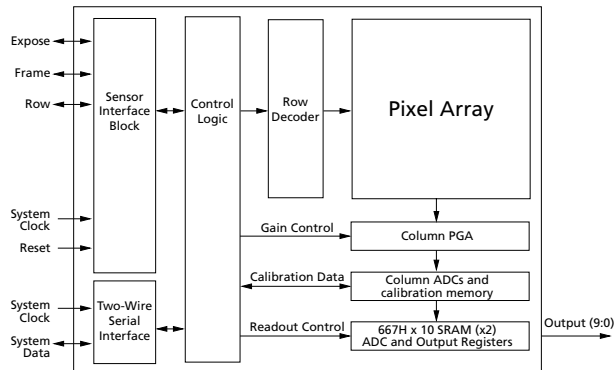 Expose
Frame
Row
System
Clock
Reset
System
Clock
System
Data
Sensor
Interface
Block
Two-Wire
Serial
Interface
Control
Logic
Row
Decoder
Pixel Array
Gain Control
Column PGA
Calibration Data
Column ADCs and
calibration memory
Readout Control
667H x 10 SRAM (x2)
ADC and Output Registers
Output (9:0)